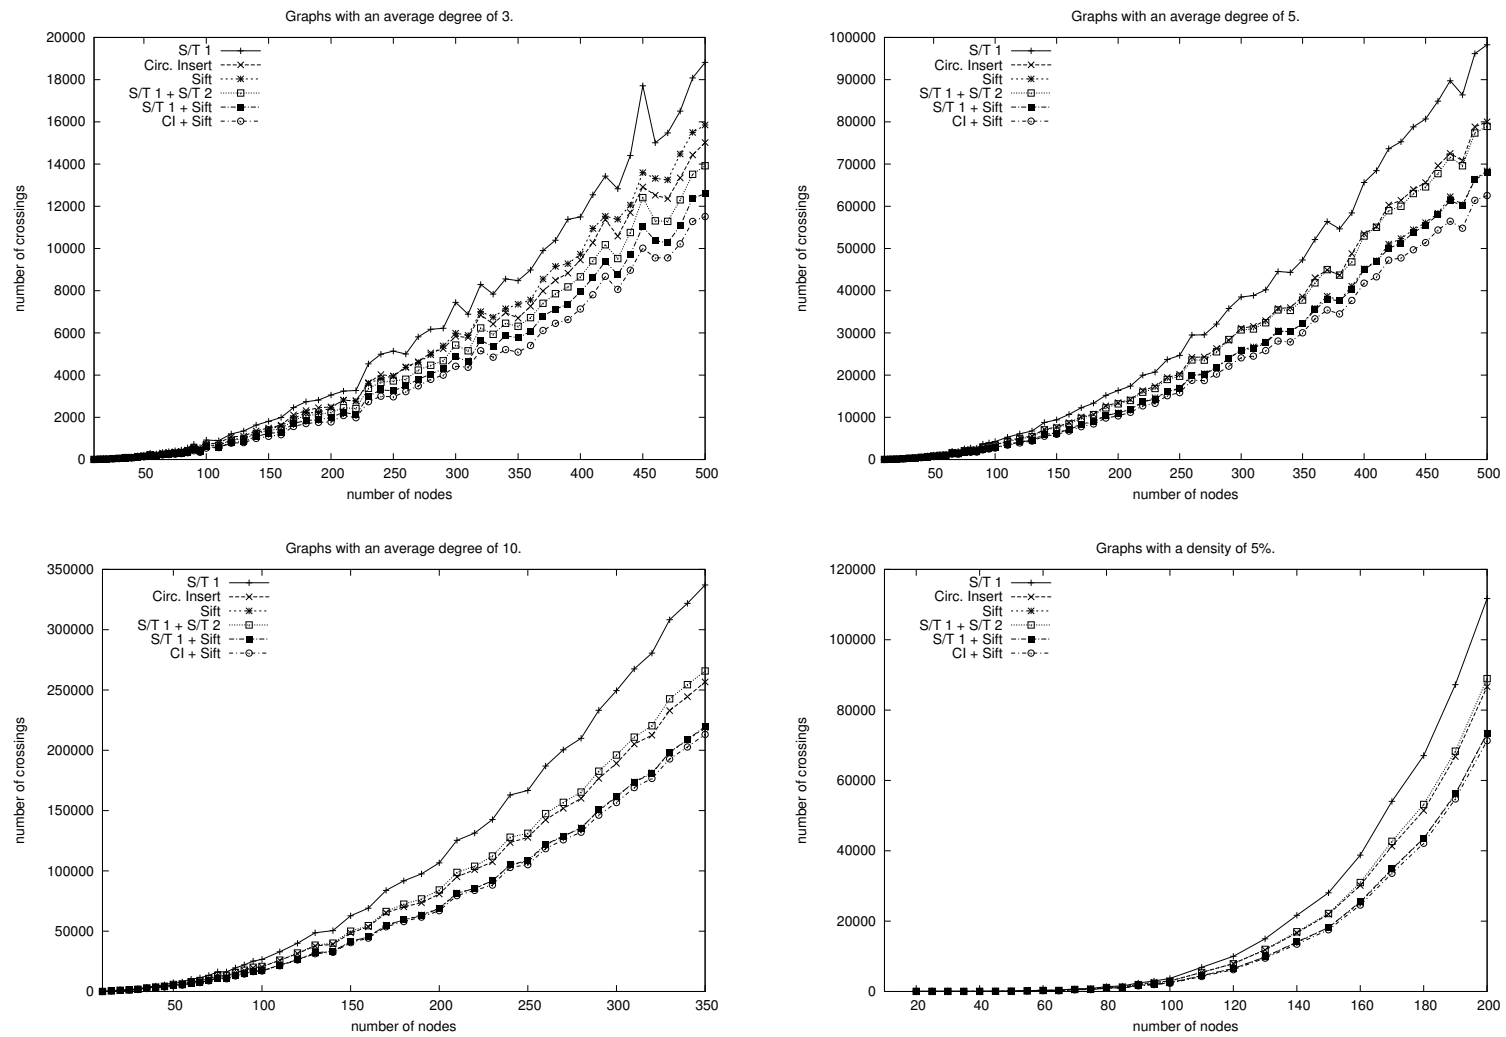 Graphs with an average degree of 3.
number of crossings
20000
18000
16000
14000
12000
10000
8000
6000
4000
2000
0
S/T 1
Circ. Insert
Sift
S/T 1 + S/T 2
S/T 1 + Sift
CI + Sift
50 100 150 200 250 300 350 400 450 500
number of nodes
Graphs with an average degree of 5.
number of crossings
100000
90000
80000
70000
60000
50000
40000
30000
20000
10000
0
S/T 1
Circ. Insert
Sift
S/T 1 + S/T 2
S/T 1 + Sift
CI + Sift
50 100 150 200 250 300 350 400 450 500
number of nodes
Graphs with an average degree of 10.
number of crossings
350000
300000
250000
200000
150000
100000
50000
0
S/T 1
Circ. Insert
Sift
S/T 1 + S/T 2
S/T 1 + Sift
CI + Sift
50 100 150 200 250 300 350
number of nodes
Graphs with a density of 5%.
number of crossings
120000
100000
80000
60000
40000
20000
0
S/T 1
Circ. Insert
Sift
S/T 1 + S/T 2
S/T 1 + Sift
CI + Sift
20 40 60 80 100 120 140 160 180 200
number of nodes